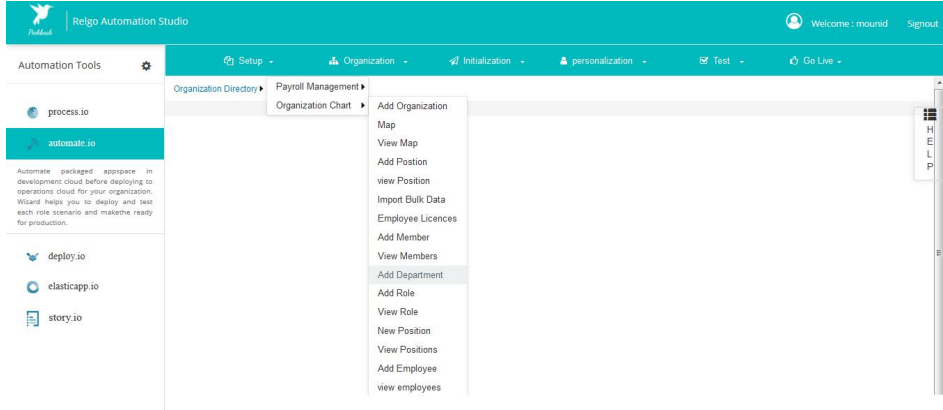 Relgo Automation Studio
Welcome : mounid Signout
Automation Tools
Setup Organization Initialization personalization Test Go Live
Organization Directory
Payroll Management
Organization Chart
Add Organization
Map
View Map
Add Postion
view Position
Import Bulk Data
Employee Licences
Add Member
View Members
Add Department
Add Role
View Role
New Position
View Positions
Add Employee
view employees
process.io
automate.io
Automate packaged appspace in
development cloud before deploying to
operations cloud for your organization.
Wizard helps you to deploy and test
each role scenario and makethe ready
for production.
deploy.io
elasticapp.io
story.io
H
E
L
P